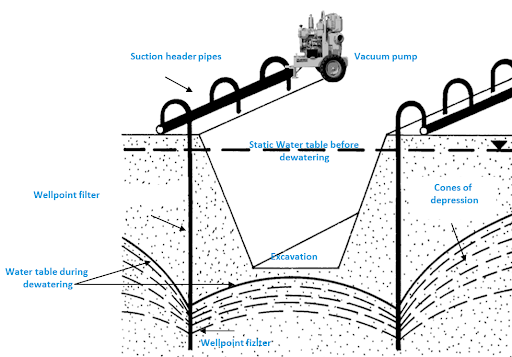 Suction header pipes
Vacuum pump
Static Water table before
dewatering
Wellpoint filter
Cones of
depression
Excavation
Water table during
dewatering
Wellpoint fizlter